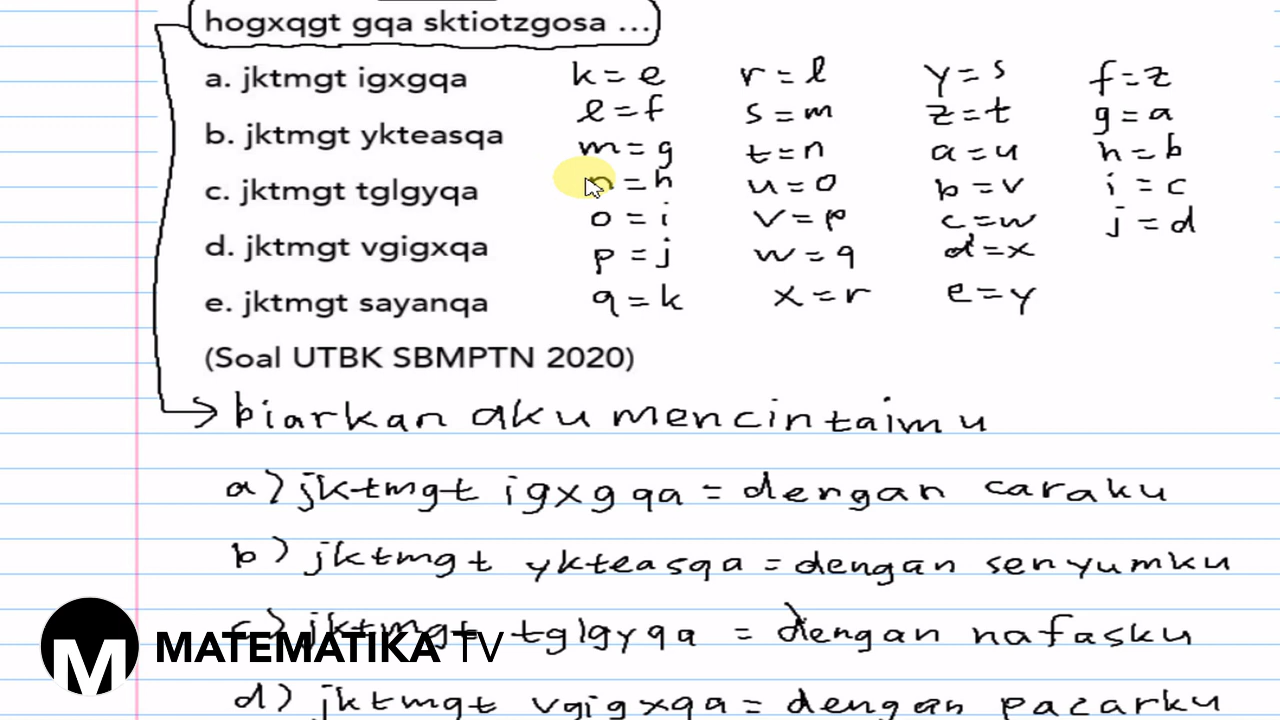 hogxqgt gqa sktiotzgosa ...
a. jktmgt igxgqa
b. jktmgt ykteasqa
c. jktmgt tglgyqa
d. jktmgt vgigxqa
e. jktmgt sayanqa
(Soal UTBK SBMPTN 2020)
k = e r = l y = s f = z
l = f s = m z = t g = a
m = g t = n a = u h = b
n = h u = o b = v i = c
o = i v = p c = w j = d
p = j w = q d = x
q = k x = r e = y
→ biarkan aku mencintaimu
a) jktmgt igxgqa = dengan caraku
b) jktmgt ykteasqa = dengan senyumku
c) jktmgt tglgyqa = dengan nafasku
d) jktmgt vgigxqa = dengan pacarku
M MATEMATIKA TV